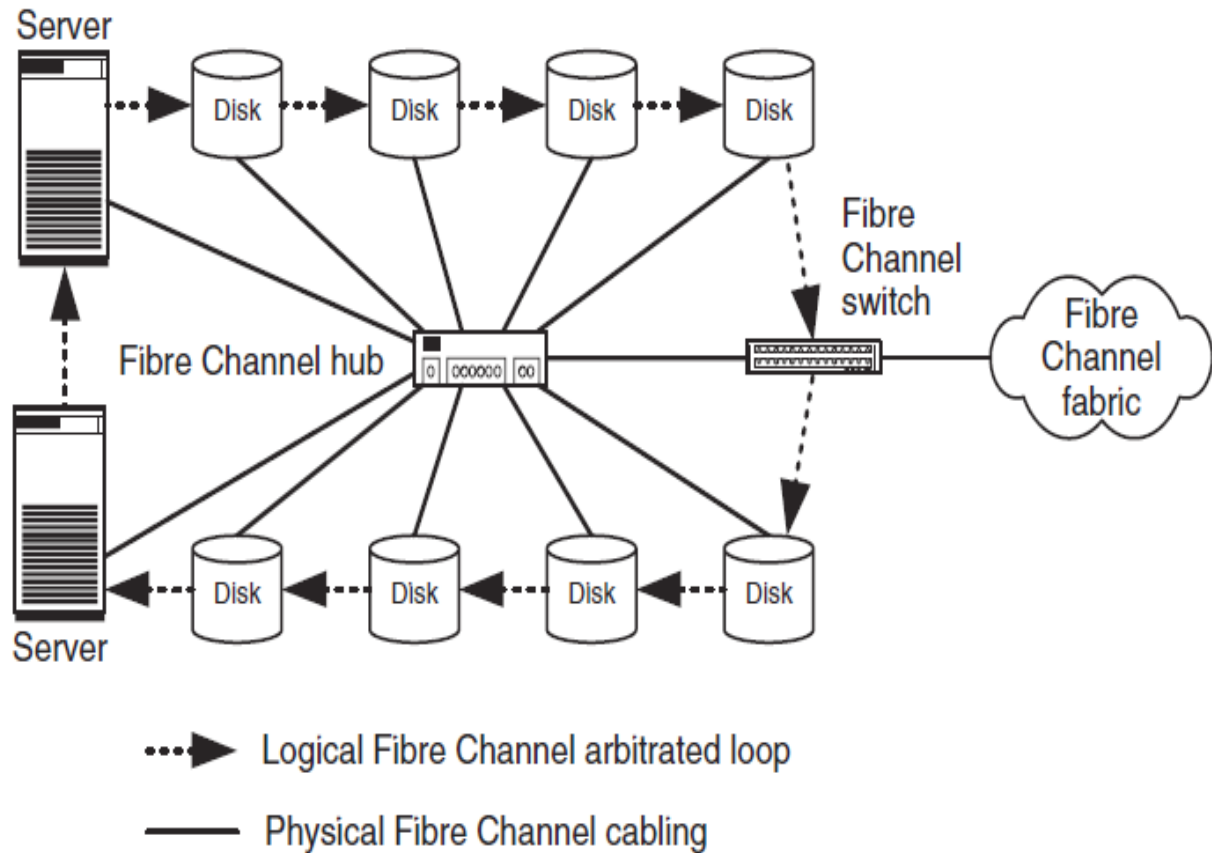 Server
Disk
Disk
Disk
Disk
Fibre
Channel
switch
Fibre Channel hub
Fibre
Channel
fabric
Disk
Disk
Disk
Disk
Server
Logical Fibre Channel arbitrated loop
Physical Fibre Channel cabling